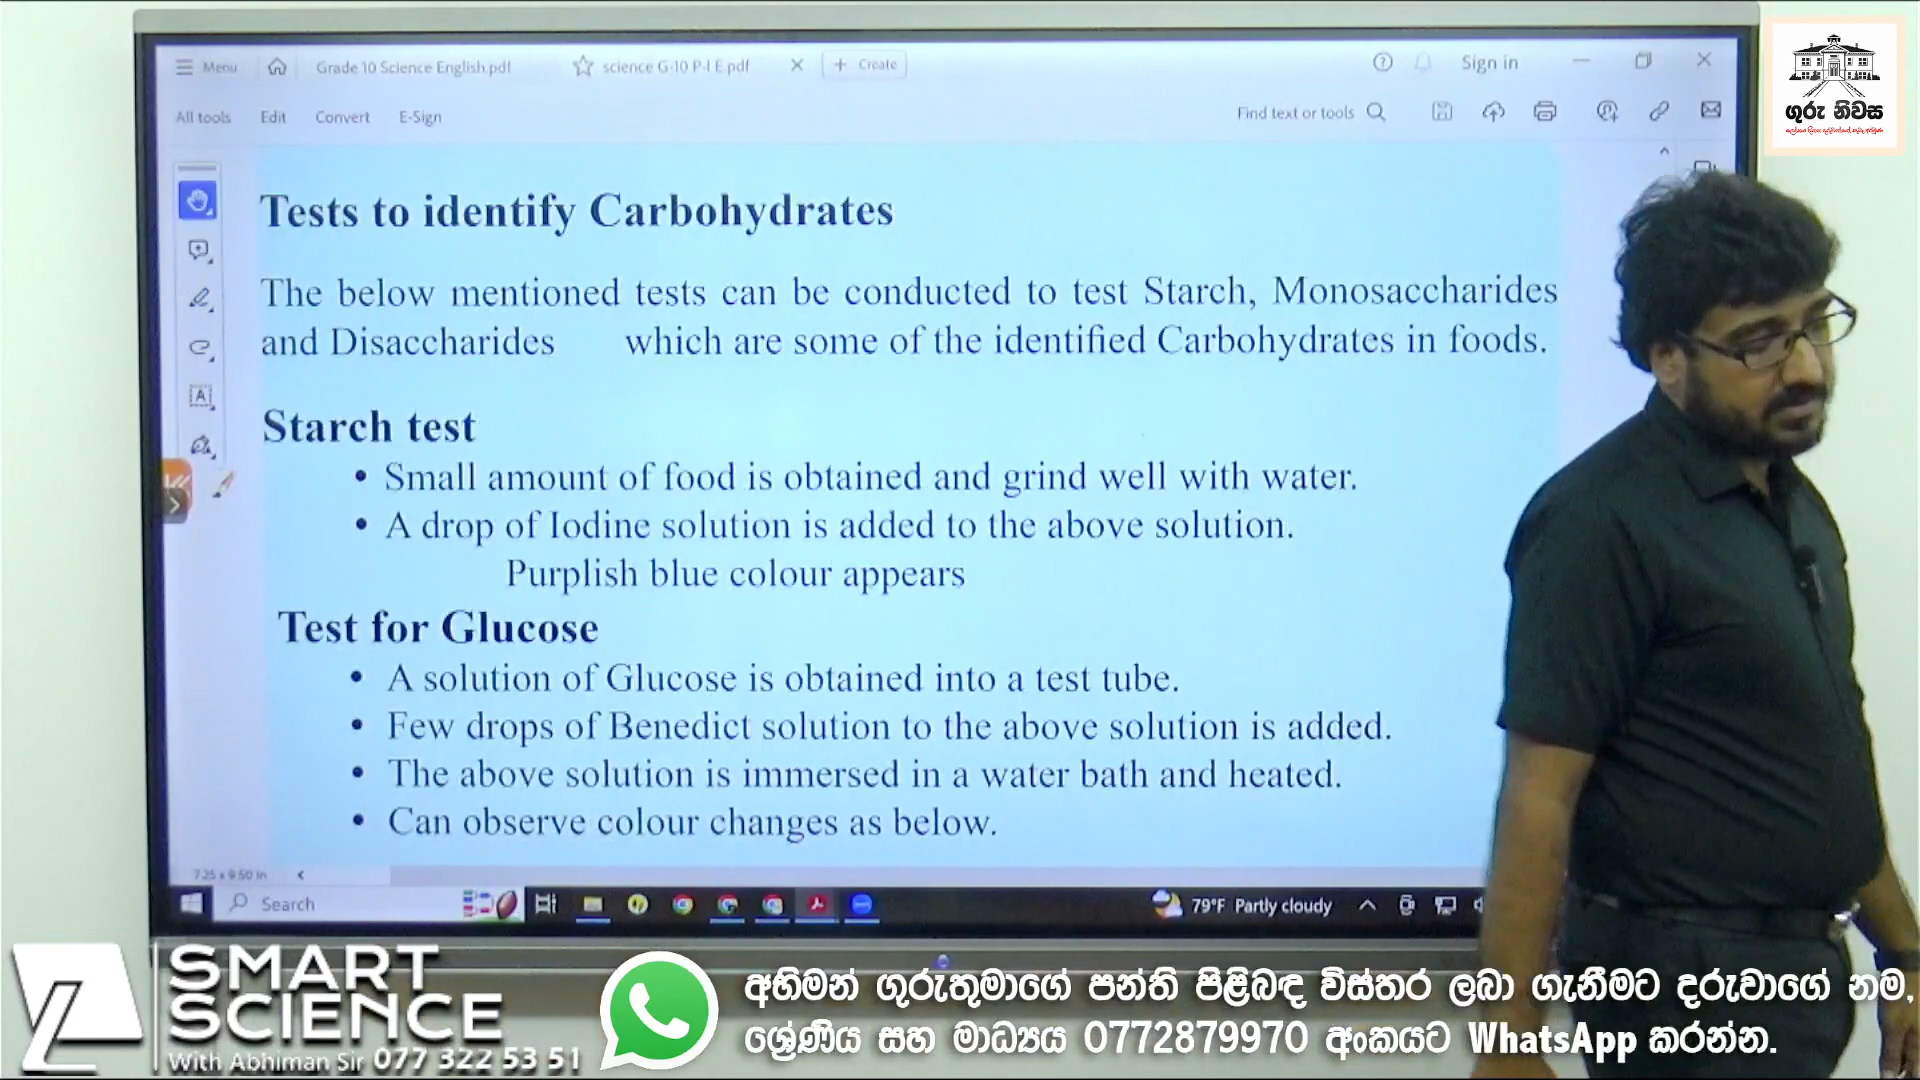 Menu
Grade 10 Science English.pdf
science G-10 P-I E.pdf
Create
Sign in
All tools
Edit
Convert
E-Sign
Find text or tools
ගුරු නිවස
Tests to identify Carbohydrates
The below mentioned tests can be conducted to test Starch, Monosaccharides
and Disaccharides which are some of the identified Carbohydrates in foods.
Starch test
• Small amount of food is obtained and grind well with water.
• A drop of Iodine solution is added to the above solution.
Purplish blue colour appears
Test for Glucose
• A solution of Glucose is obtained into a test tube.
• Few drops of Benedict solution to the above solution is added.
• The above solution is immersed in a water bath and heated.
• Can observe colour changes as below.
7.25 x 9.50 in
Search
79°F Partly cloudy
SMART
SCIENCE
With Abhiman Sir 077 322 53 51
අභිමන් ගුරුතුමාගේ පන්ති පිළිබඳ විස්තර ලබා ගැනීමට දරුවාගේ නම,
ශ්‍රේණිය සහ මාධ්‍යය 0772879970 අංකයට WhatsApp කරන්න.